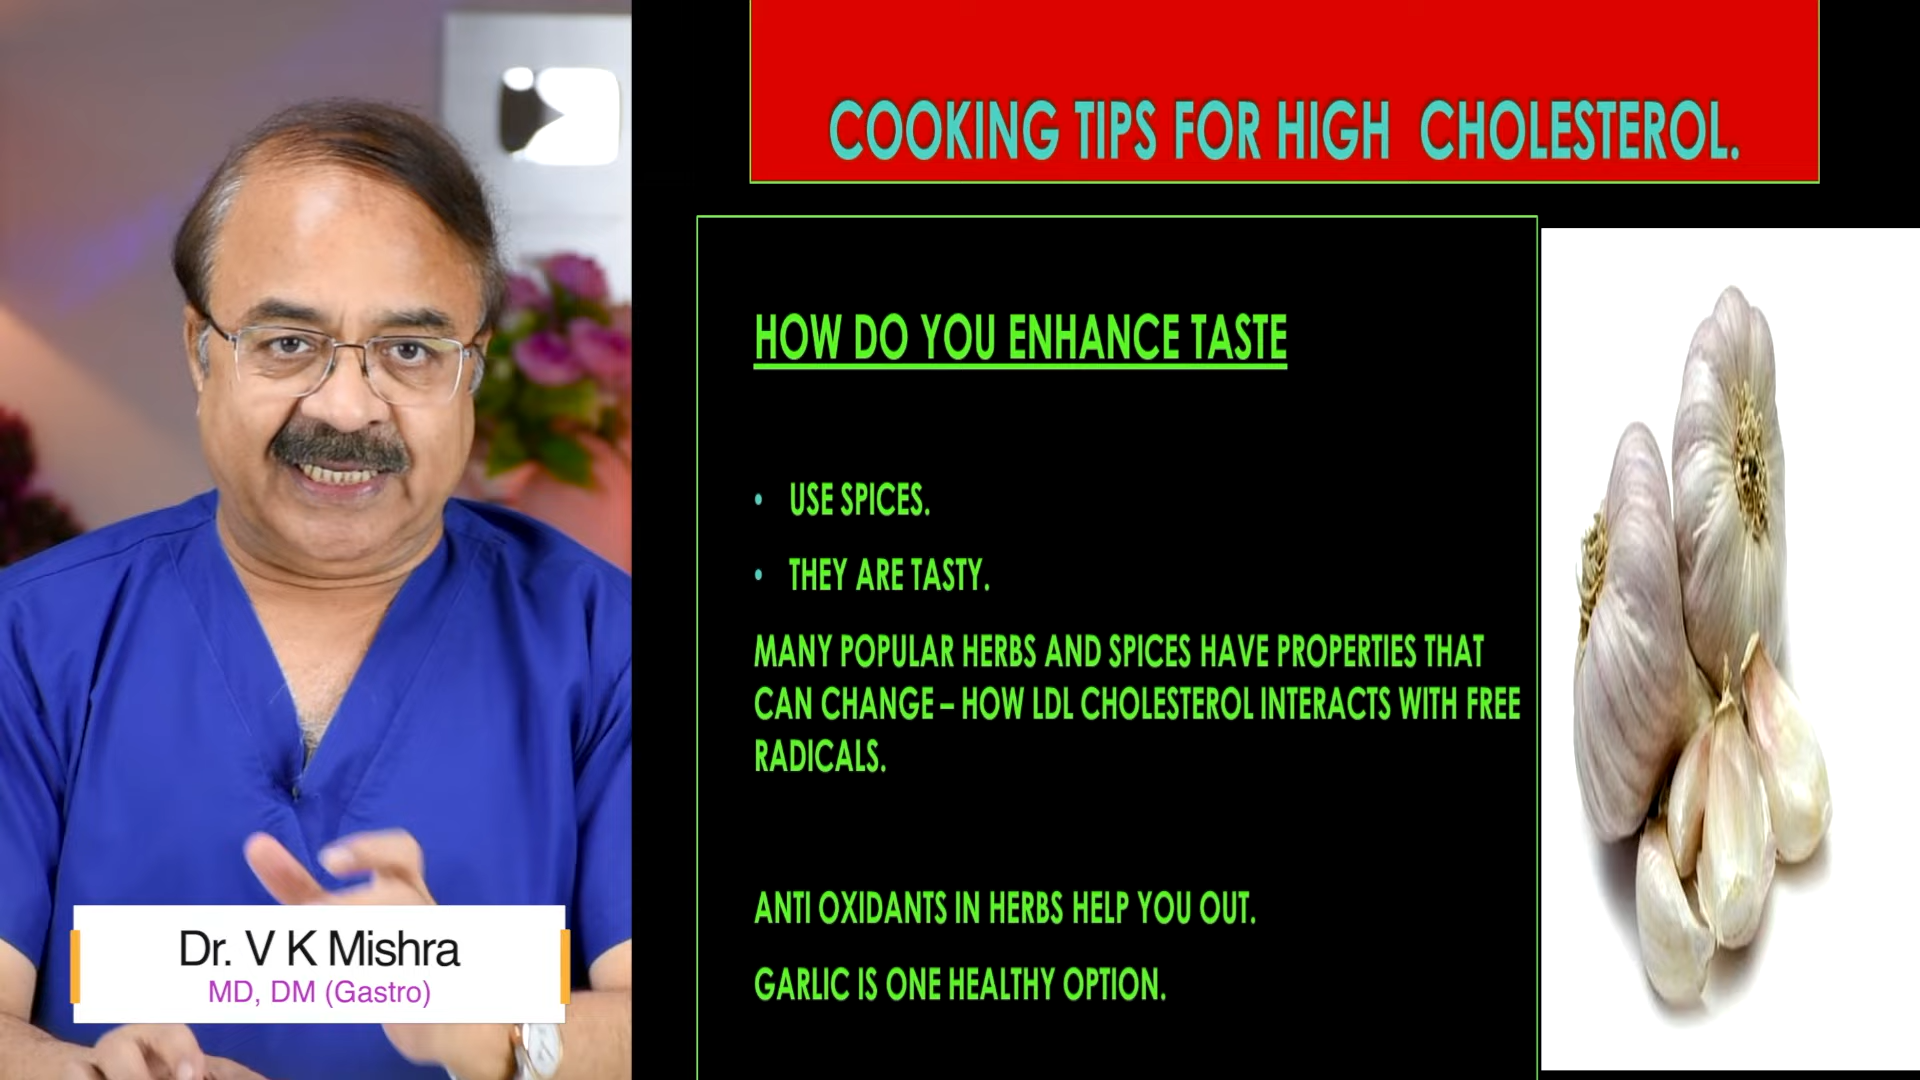 COOKING TIPS FOR HIGH CHOLESTEROL.
HOW DO YOU ENHANCE TASTE
• USE SPICES.
• THEY ARE TASTY.
MANY POPULAR HERBS AND SPICES HAVE PROPERTIES THAT
CAN CHANGE – HOW LDL CHOLESTEROL INTERACTS WITH FREE
RADICALS.
ANTI OXIDANTS IN HERBS HELP YOU OUT.
GARLIC IS ONE HEALTHY OPTION.
Dr. V K Mishra
MD, DM (Gastro)